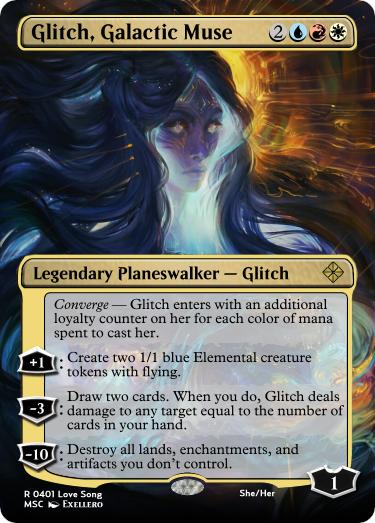 Glitch, Galactic Muse 2
Legendary Planeswalker — Glitch
Converge — Glitch enters with an additional
loyalty counter on her for each color of mana
spent to cast her.
+1: Create two 1/1 blue Elemental creature
tokens with flying.
-3: Draw two cards. When you do, Glitch deals
damage to any target equal to the number of
cards in your hand.
-10: Destroy all lands, enchantments, and
artifacts you don't control.
1
R 0401 Love Song
MSC Exellero
She/Her